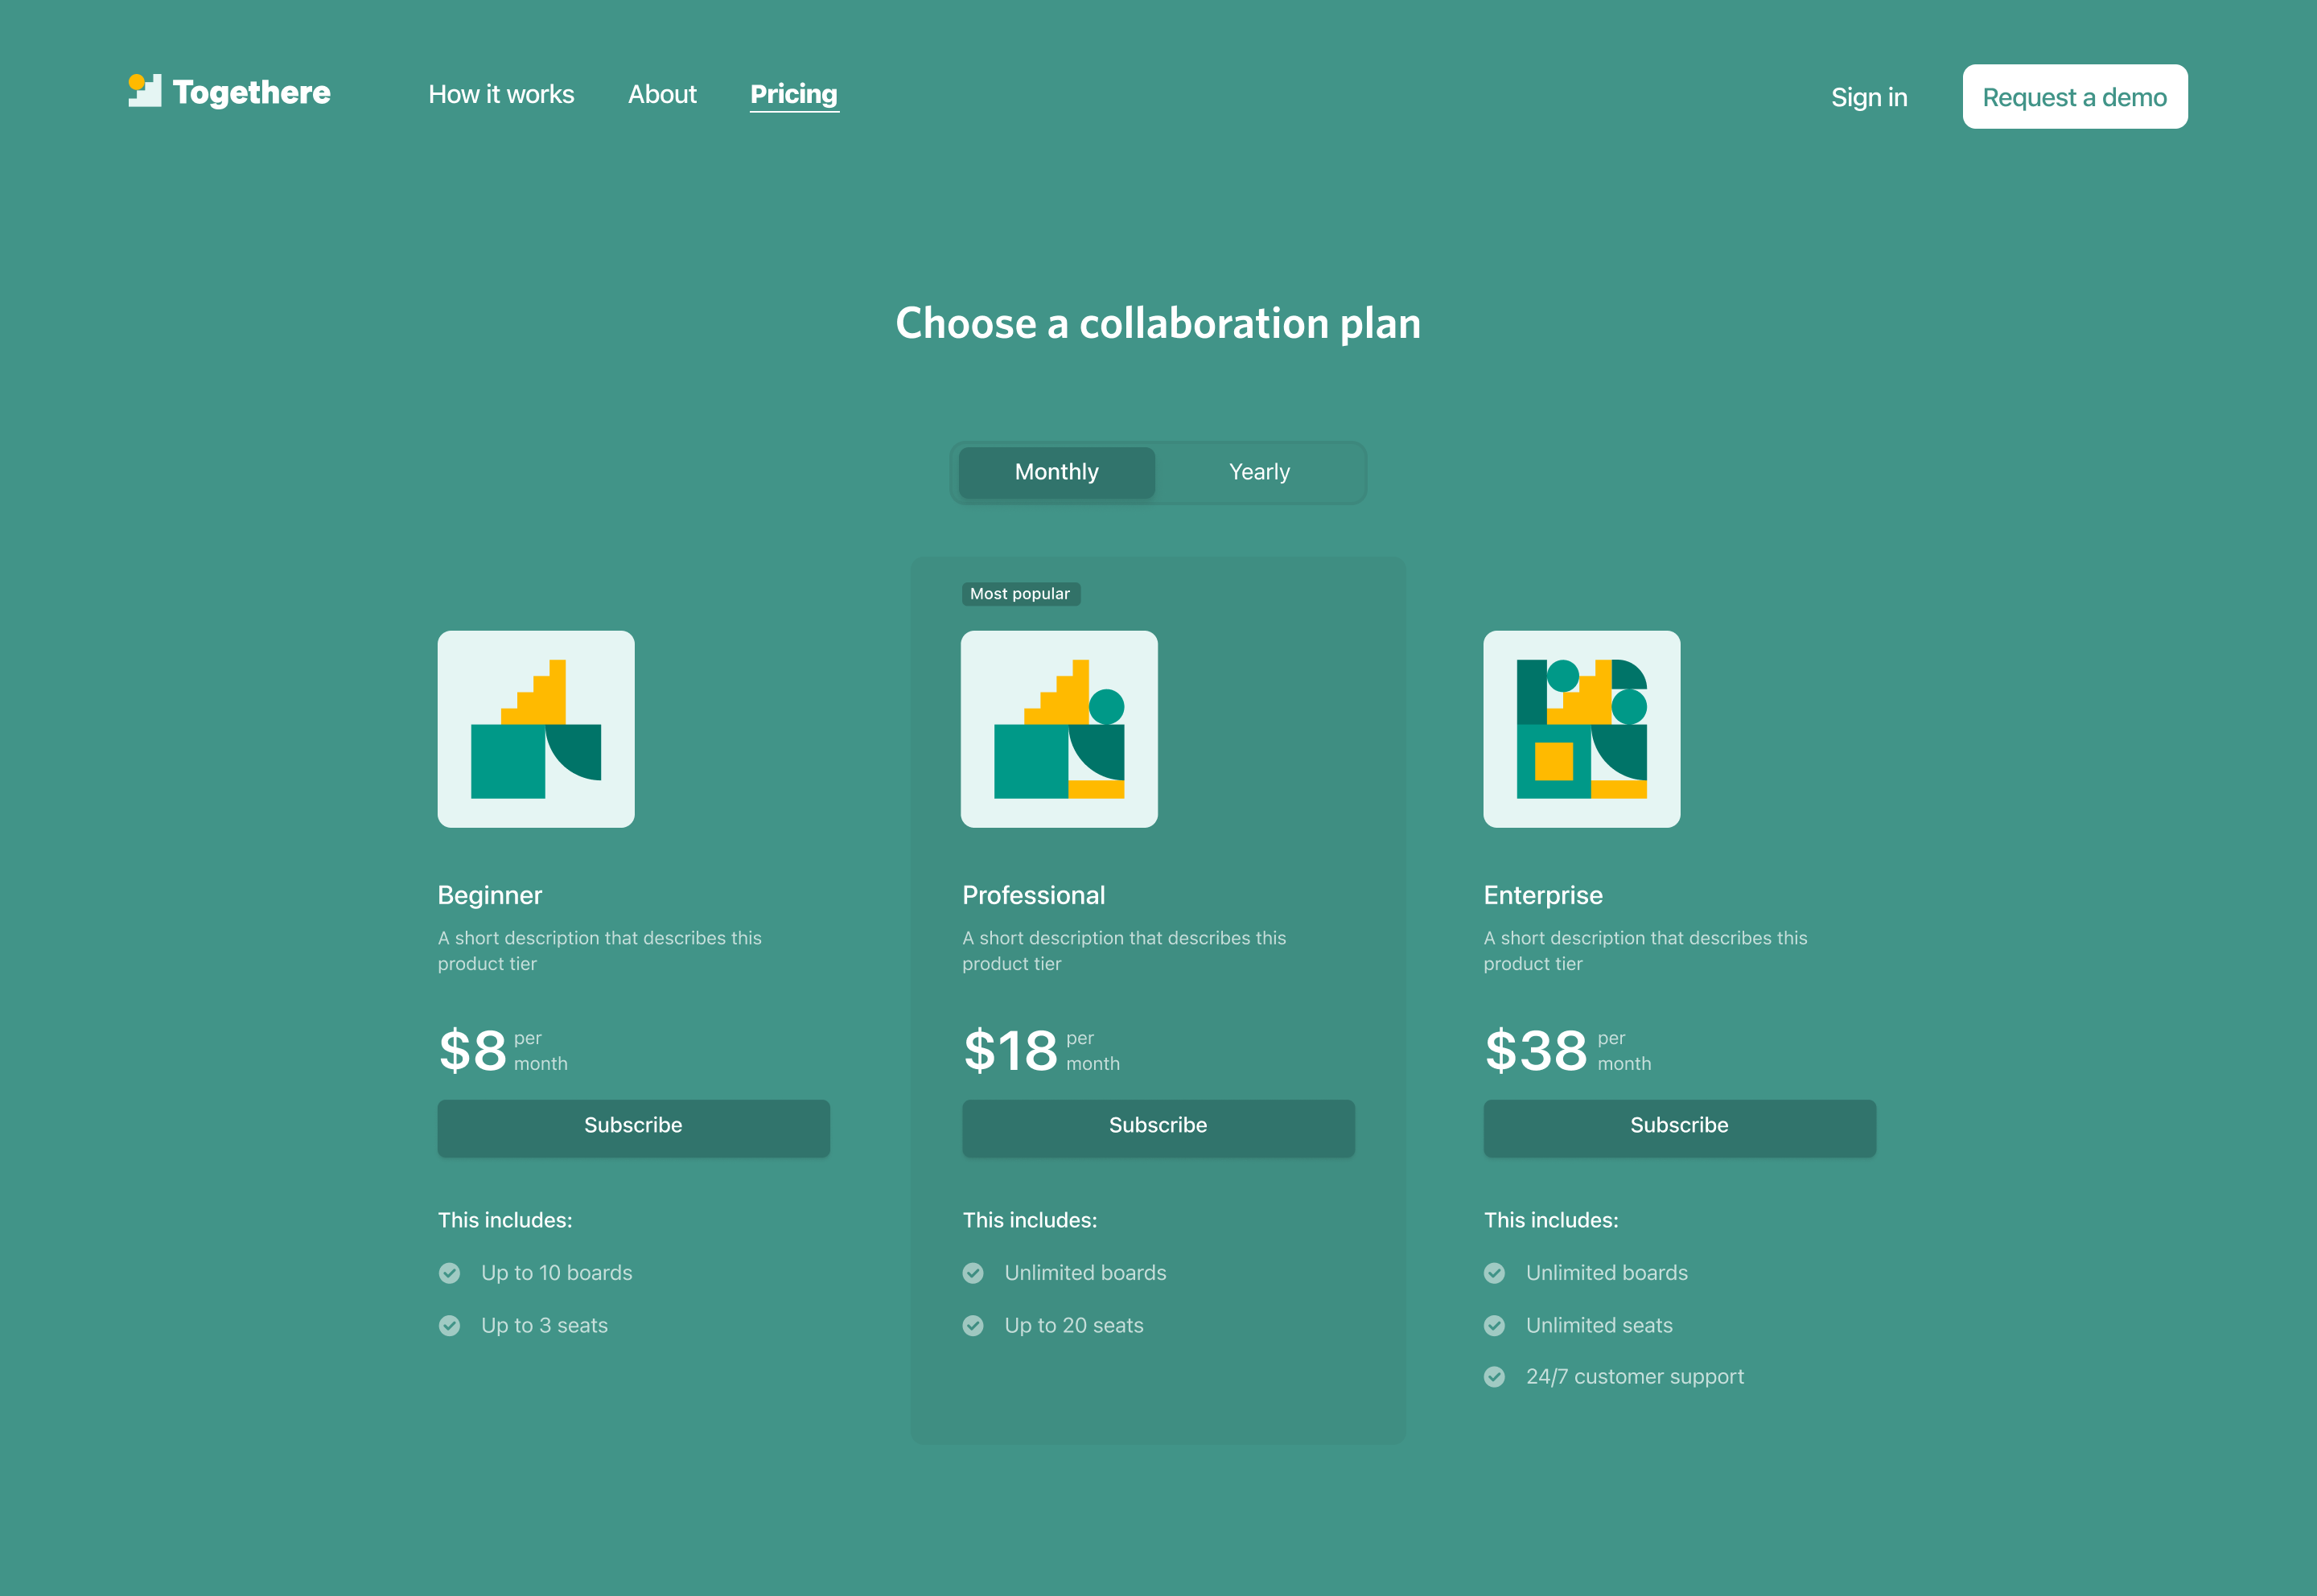 Togethere
How it works
About
Pricing
Sign in
Request a demo
Choose a collaboration plan
Monthly
Yearly
Beginner
A short description that describes this
product tier
$8 per
month
Subscribe
This includes:
Up to 10 boards
Up to 3 seats
Most popular
Professional
A short description that describes this
product tier
$18 per
month
Subscribe
This includes:
Unlimited boards
Up to 20 seats
Enterprise
A short description that describes this
product tier
$38 per
month
Subscribe
This includes:
Unlimited boards
Unlimited seats
24/7 customer support